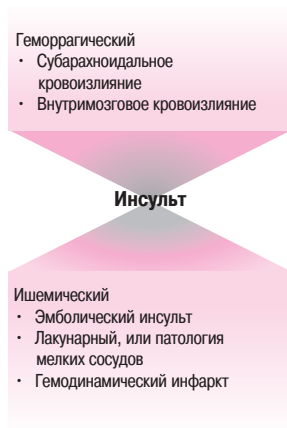 Геморрагический
· Субарахноидальное
кровоизлияние
· Внутримозговое кровоизлияние
Инсульт
Ишемический
· Эмболический инсульт
· Лакунарный, или патология
мелких сосудов
· Гемодинамический инфаркт